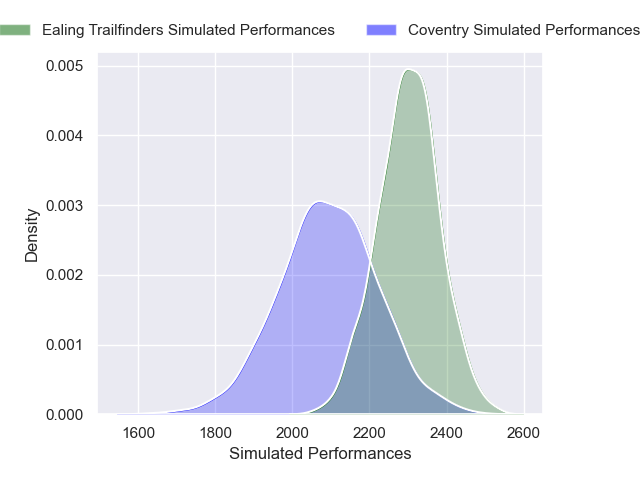 Ealing Trailfinders Simulated Performances Coventry Simulated Performances
0.005
0.004
0.003
0.002
0.001
0.000
Density
1600 1800 2000 2200 2400 2600
Simulated Performances